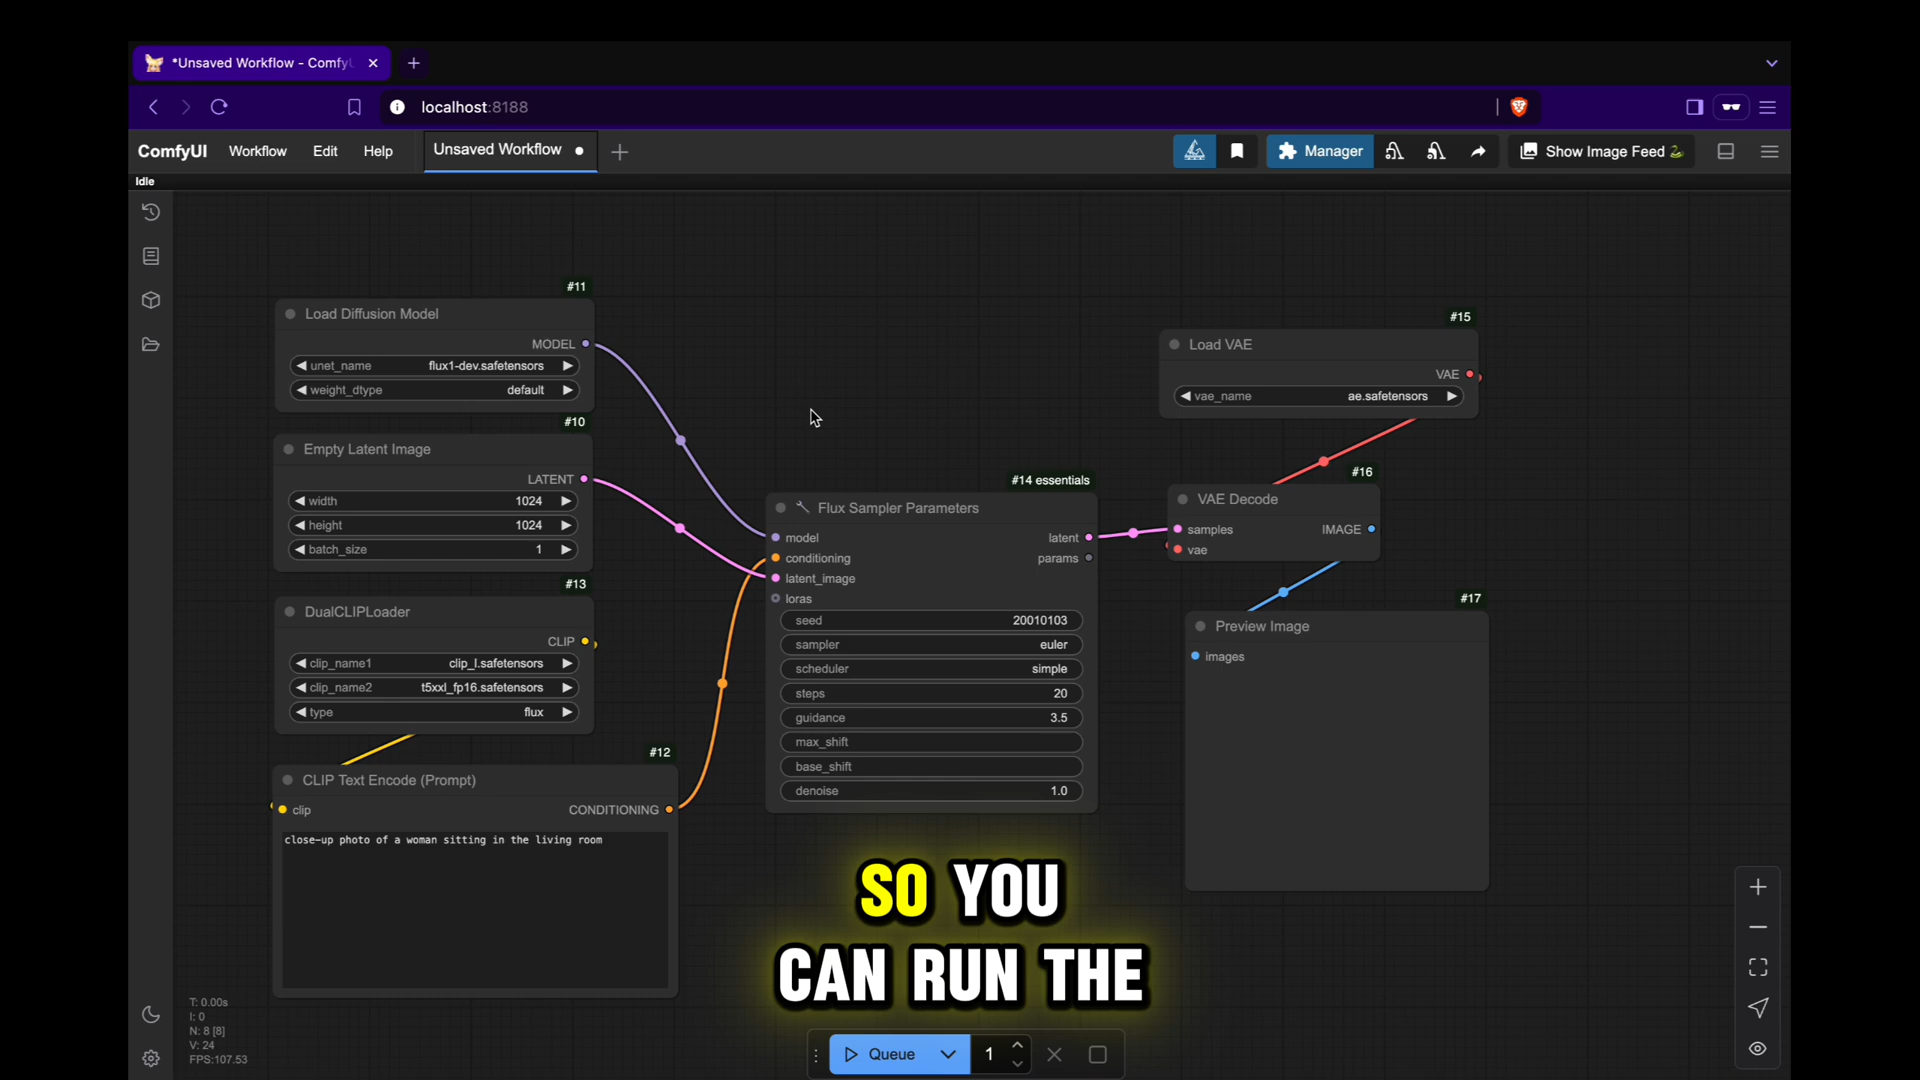 *Unsaved Workflow - ComfyU
localhost:8188
ComfyUI Workflow Edit Help Unsaved Workflow Manager Show Image Feed
Idle
#11
Load Diffusion Model
MODEL
unet_name flux1-dev.safetensors
weight_dtype default
#10
Empty Latent Image
LATENT
width 1024
height 1024
batch_size 1
#13
DualCLIPLoader
CLIP
clip_name1 clip_l.safetensors
clip_name2 t5xxl_fp16.safetensors
type flux
#12
CLIP Text Encode (Prompt)
clip CONDITIONING
close-up photo of a woman sitting in the living room
#14 essentials
Flux Sampler Parameters
model latent
conditioning params
latent_image
loras
seed 20010103
sampler euler
scheduler simple
steps 20
guidance 3.5
max_shift
base_shift
denoise 1.0
#15
Load VAE
VAE
vae_name ae.safetensors
#16
VAE Decode
samples IMAGE
vae
#17
Preview Image
images
SO YOU
CAN RUN THE
T: 0.00s
I: 0
N: 8 [8]
V: 24
FPS:107.53
Queue 1